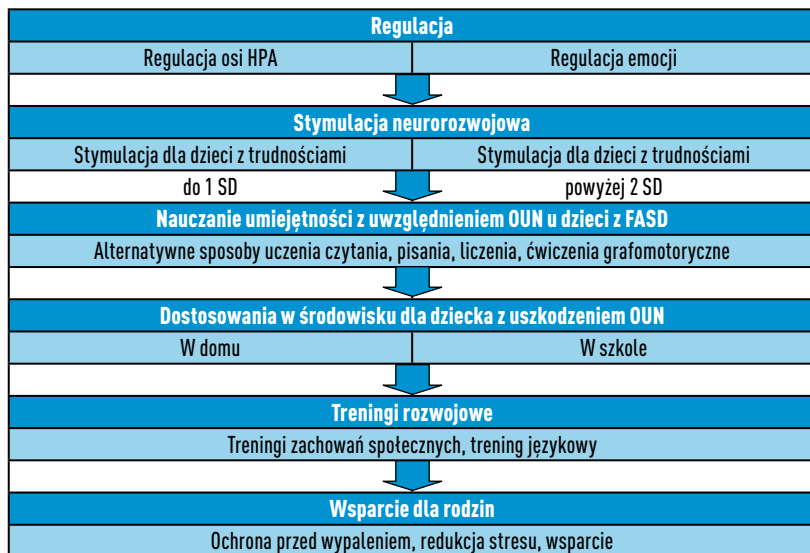 Regulacja
Regulacja osi HPA
Regulacja emocji
Stymulacja neurorozwojowa
Stymulacja dla dzieci z trudnościami
Stymulacja dla dzieci z trudnościami
do 1 SD
powyżej 2 SD
Nauczanie umiejętności z uwzględnieniem OUN u dzieci z FASD
Alternatywne sposoby uczenia czytania, pisania, liczenia, ćwiczenia grafomotoryczne
Dostosowania w środowisku dla dziecka z uszkodzeniem OUN
W domu
W szkole
Treningi rozwojowe
Treningi zachowań społecznych, trening językowy
Wsparcie dla rodzin
Ochrona przed wypaleniem, redukcja stresu, wsparcie